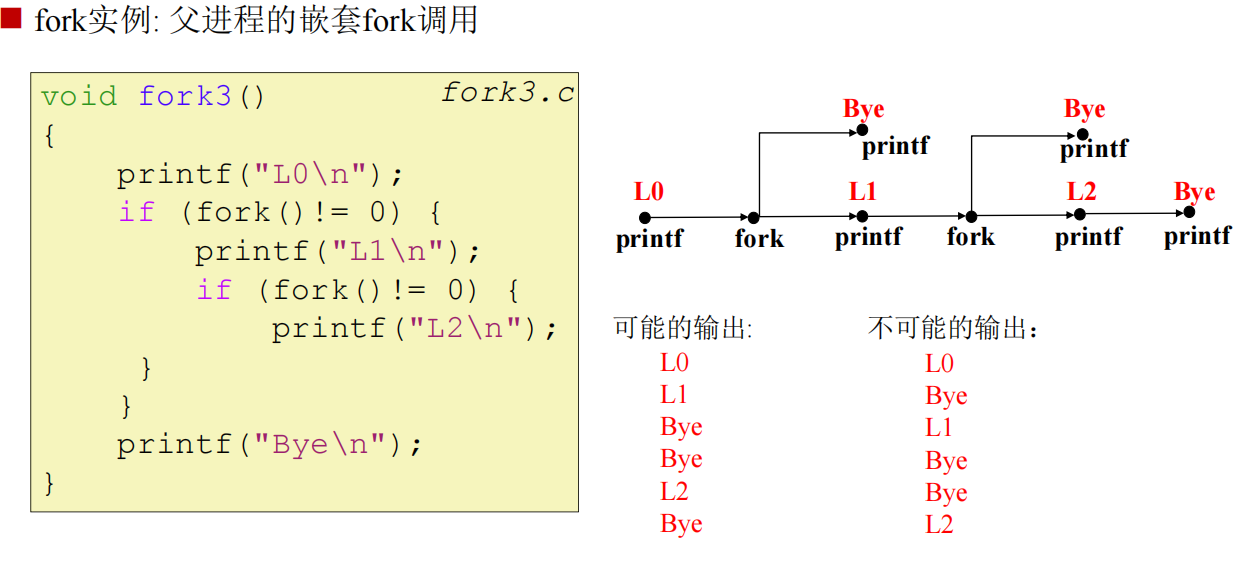 fork实例: 父进程的嵌套fork调用
void fork3() fork3.c
{
printf("L0\n");
if (fork()!= 0) {
printf("L1\n");
if (fork()!= 0) {
printf("L2\n");
}
}
printf("Bye\n");
}
Bye Bye
printf printf
L0 L1 L2 Bye
printf fork printf fork printf printf
可能的输出:
L0
L1
Bye
Bye
L2
Bye
不可能的输出：
L0
Bye
L1
Bye
Bye
L2